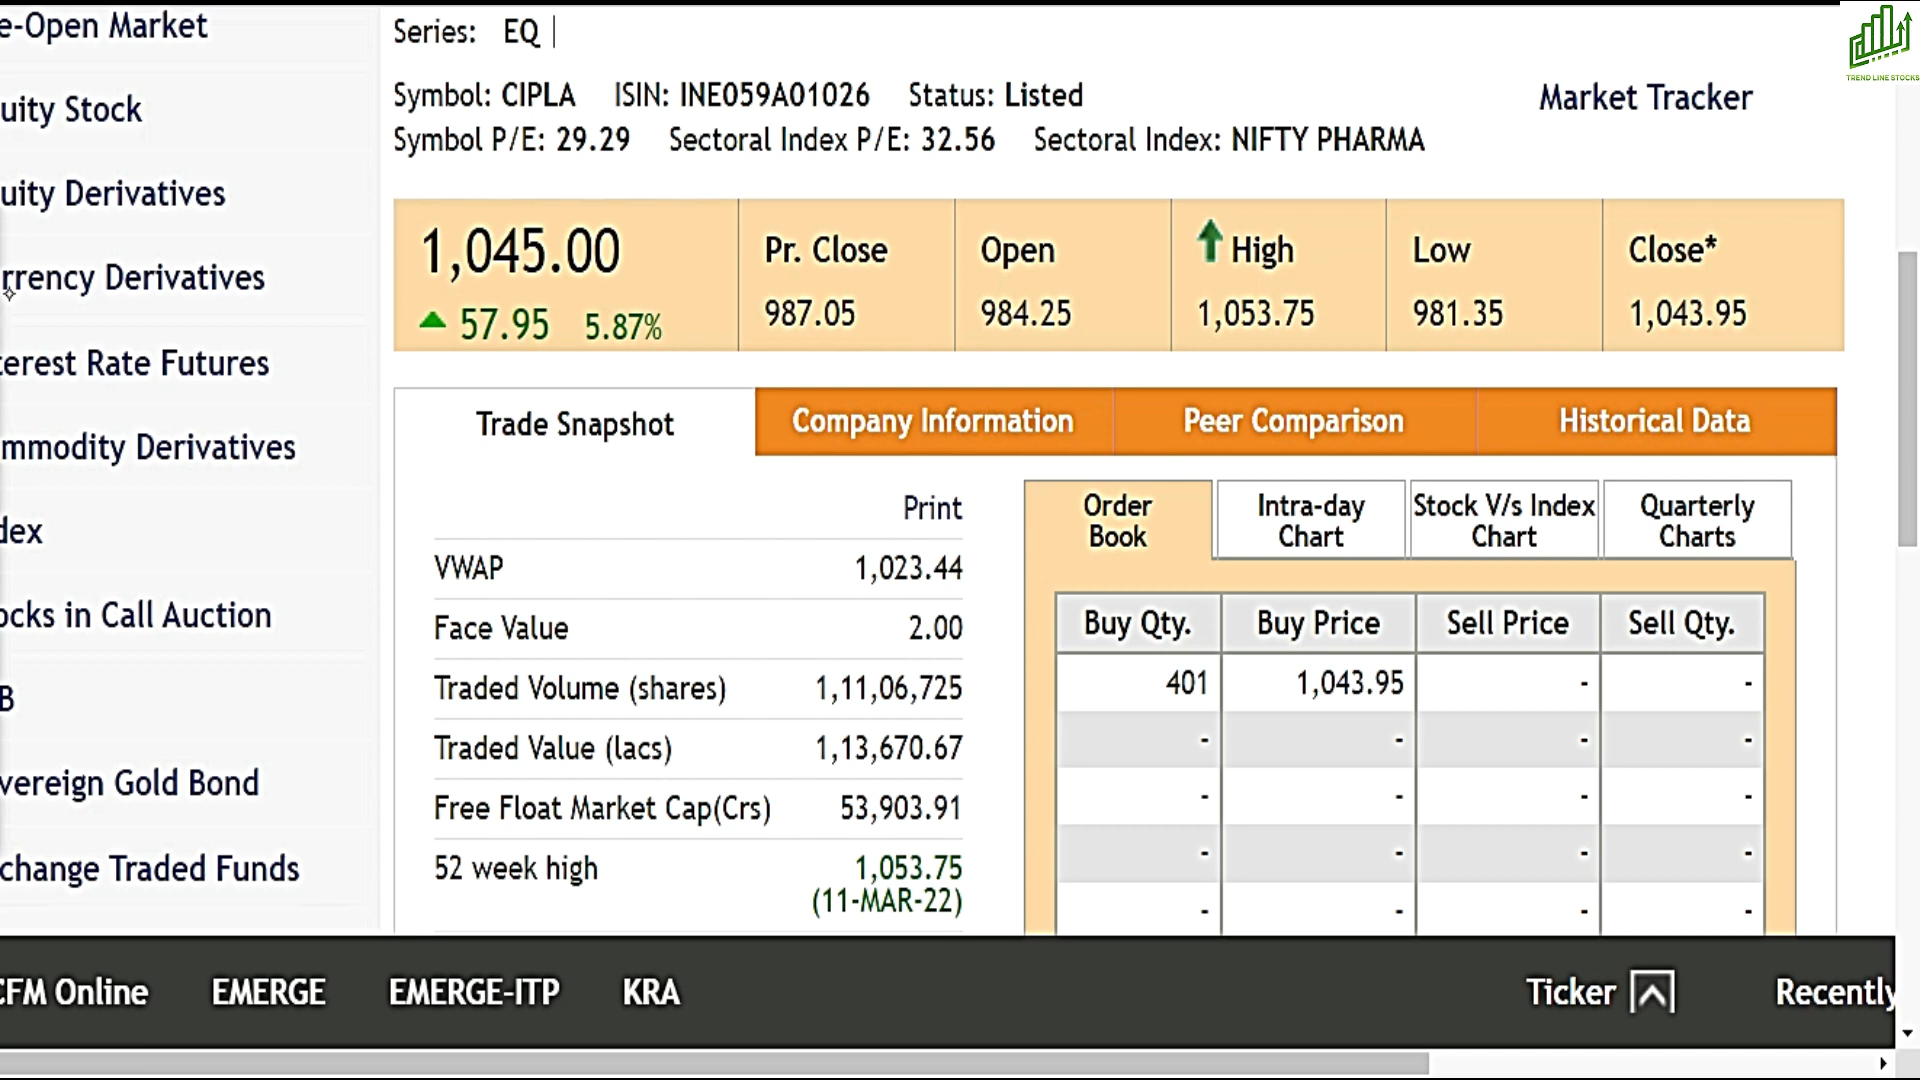 e-Open Market
uity Stock
uity Derivatives
rrency Derivatives
terest Rate Futures
mmodity Derivatives
dex
ocks in Call Auction
B
vereign Gold Bond
change Traded Funds
Series: EQ
Symbol: CIPLA ISIN: INE059A01026 Status: Listed
Symbol P/E: 29.29 Sectoral Index P/E: 32.56 Sectoral Index: NIFTY PHARMA
Market Tracker
TREND LINE STOCKS
1,045.00 Pr. Close Open High Low Close*
57.95 5.87% 987.05 984.25 1,053.75 981.35 1,043.95
Trade Snapshot Company Information Peer Comparison Historical Data
Print
VWAP 1,023.44
Face Value 2.00
Traded Volume (shares) 1,11,06,725
Traded Value (lacs) 1,13,670.67
Free Float Market Cap(Crs) 53,903.91
52 week high 1,053.75
(11-MAR-22)
Order
Book
Intra-day
Chart
Stock V/s Index
Chart
Quarterly
Charts
Buy Qty. Buy Price Sell Price Sell Qty.
401 1,043.95 - -
- - - -
- - - -
- - - -
- - - -
CFM Online EMERGE EMERGE-ITP KRA Ticker Recently